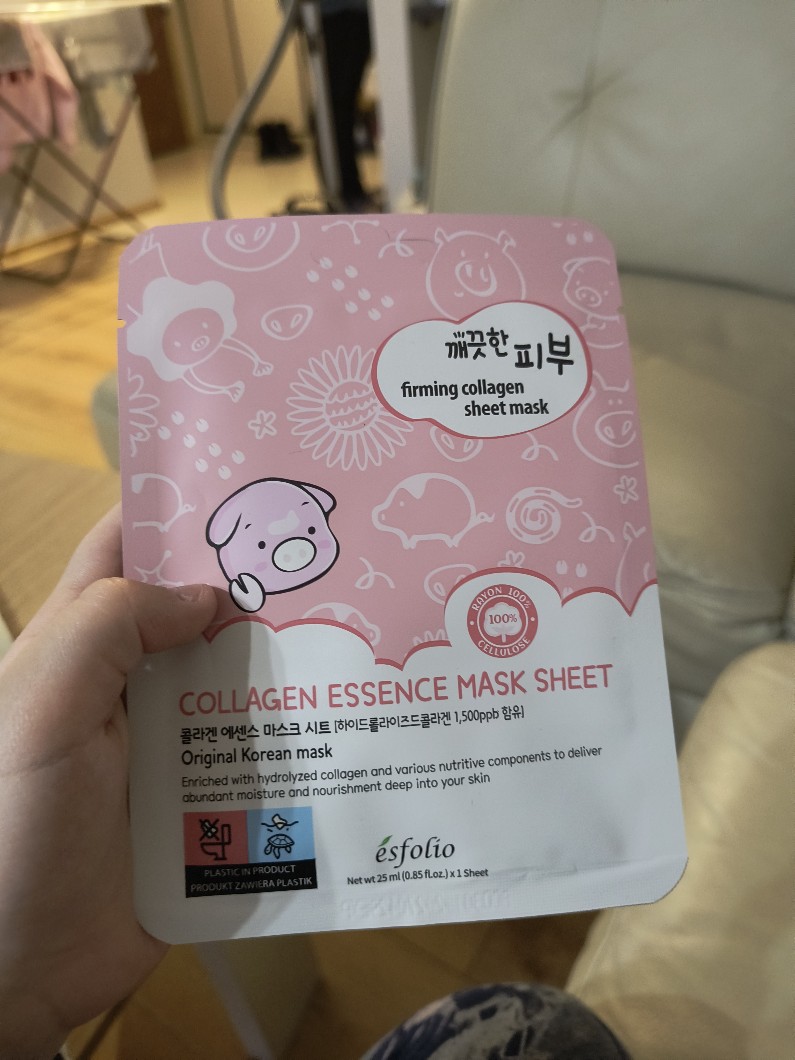 깨끗한 피부
firming collagen
sheet mask
RAYON 100%
100%
CELLULOSE
COLLAGEN ESSENCE MASK SHEET
콜라겐 에센스 마스크 시트 [하이드롤라이즈드콜라겐 1,500ppb 함유]
Original Korean mask
Enriched with hydrolyzed collagen and various nutritive components to deliver
abundant moisture and nourishment deep into your skin
PLASTIC IN PRODUCT
PRODUKT ZAWIERA PLASTIK
esfolio
Net wt 25 ml (0.85 fl.oz.) x 1 Sheet